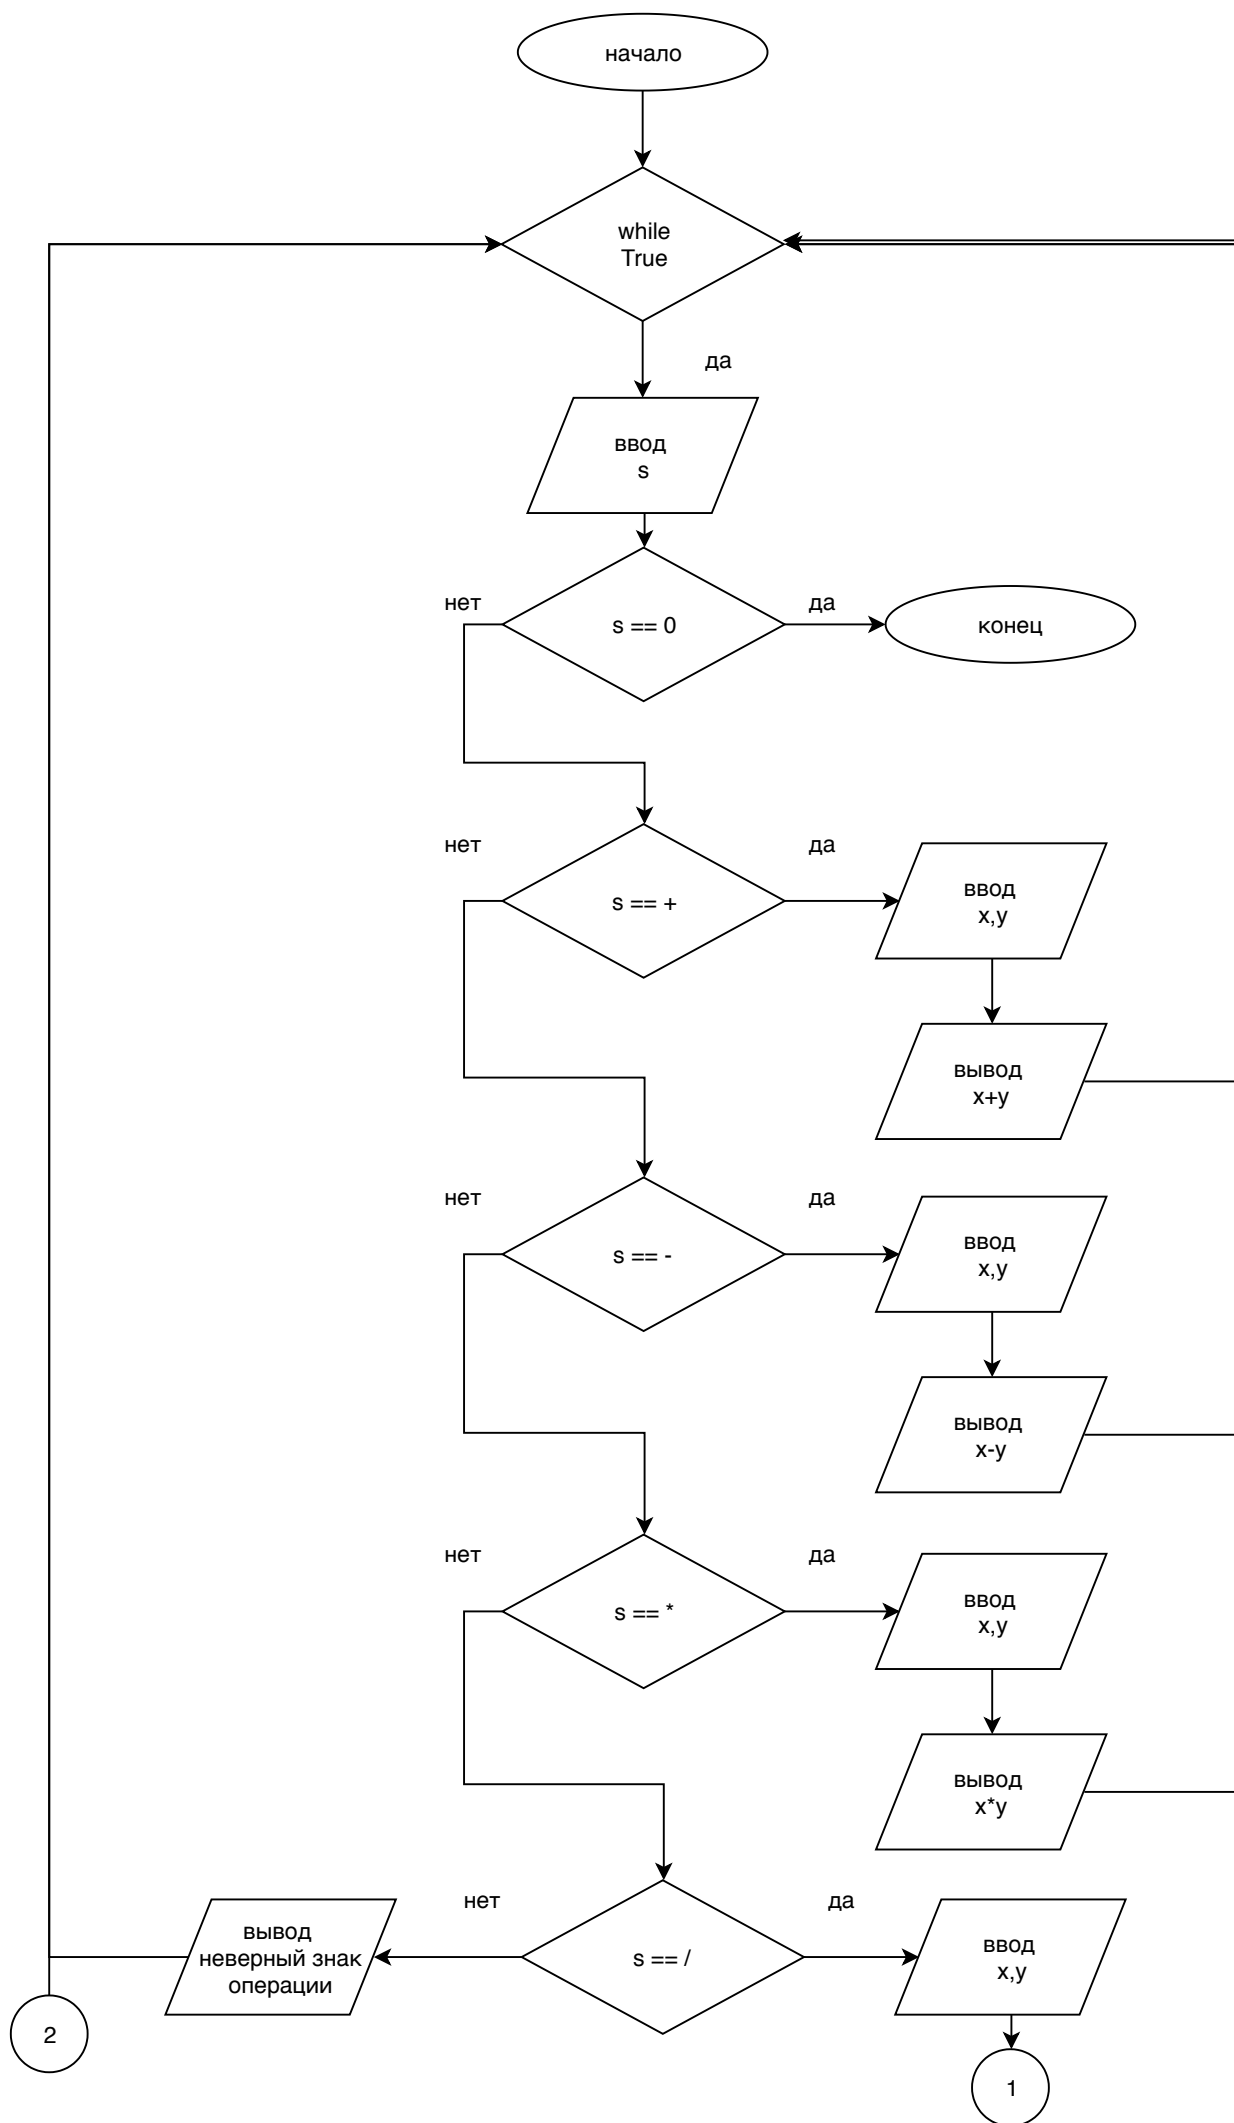 начало
while
True
да
ввод
s
нет
s == 0
да
конец
нет
s == +
да
ввод
x,y
вывод
x+y
нет
s == -
да
ввод
x,y
вывод
x-y
нет
s == *
да
ввод
x,y
вывод
x*y
вывод
неверный знак
операции
нет
s == /
да
ввод
x,y
2
1